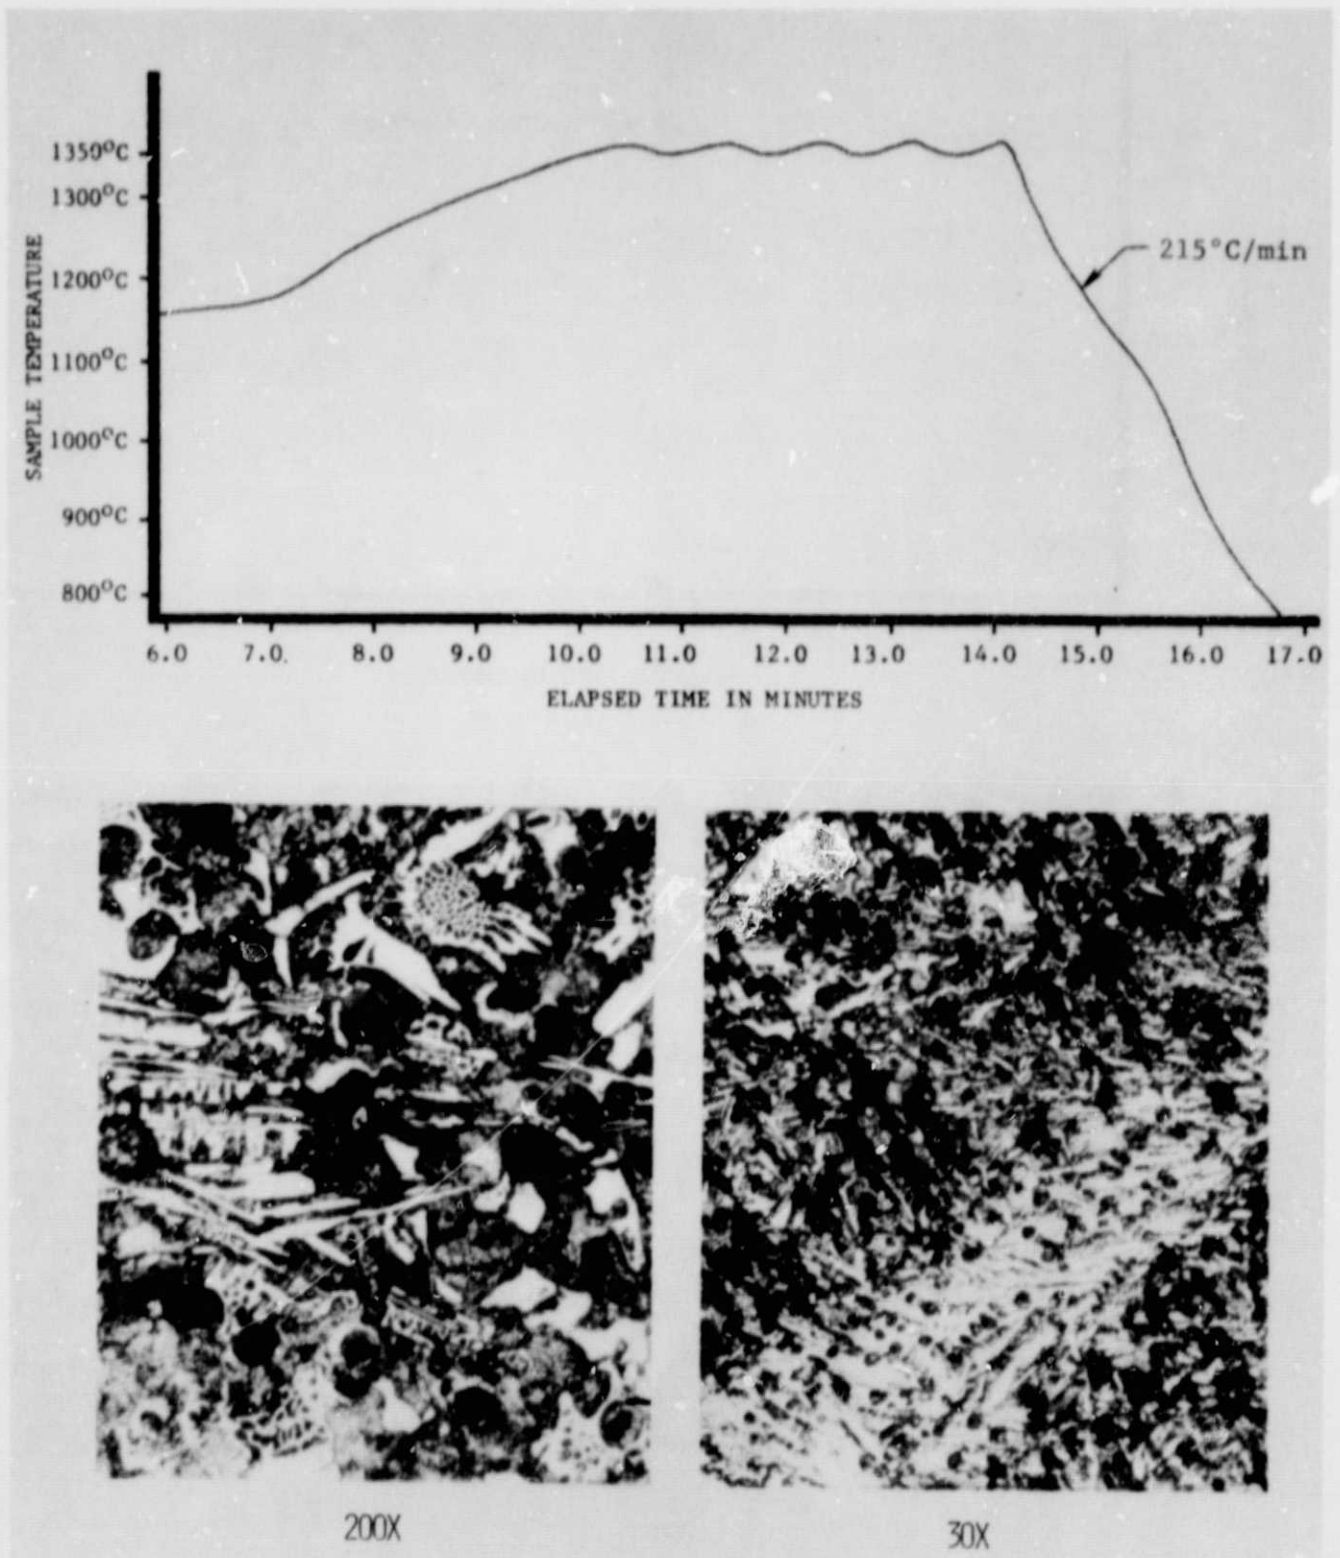 1350°C
1300°C
1200°C
1100°C
1000°C
900°C
800°C
SAMPLE TEMPERATURE
215°C/min
6.0 7.0. 8.0 9.0 10.0 11.0 12.0 13.0 14.0 15.0 16.0 17.0
ELAPSED TIME IN MINUTES
200X 30X